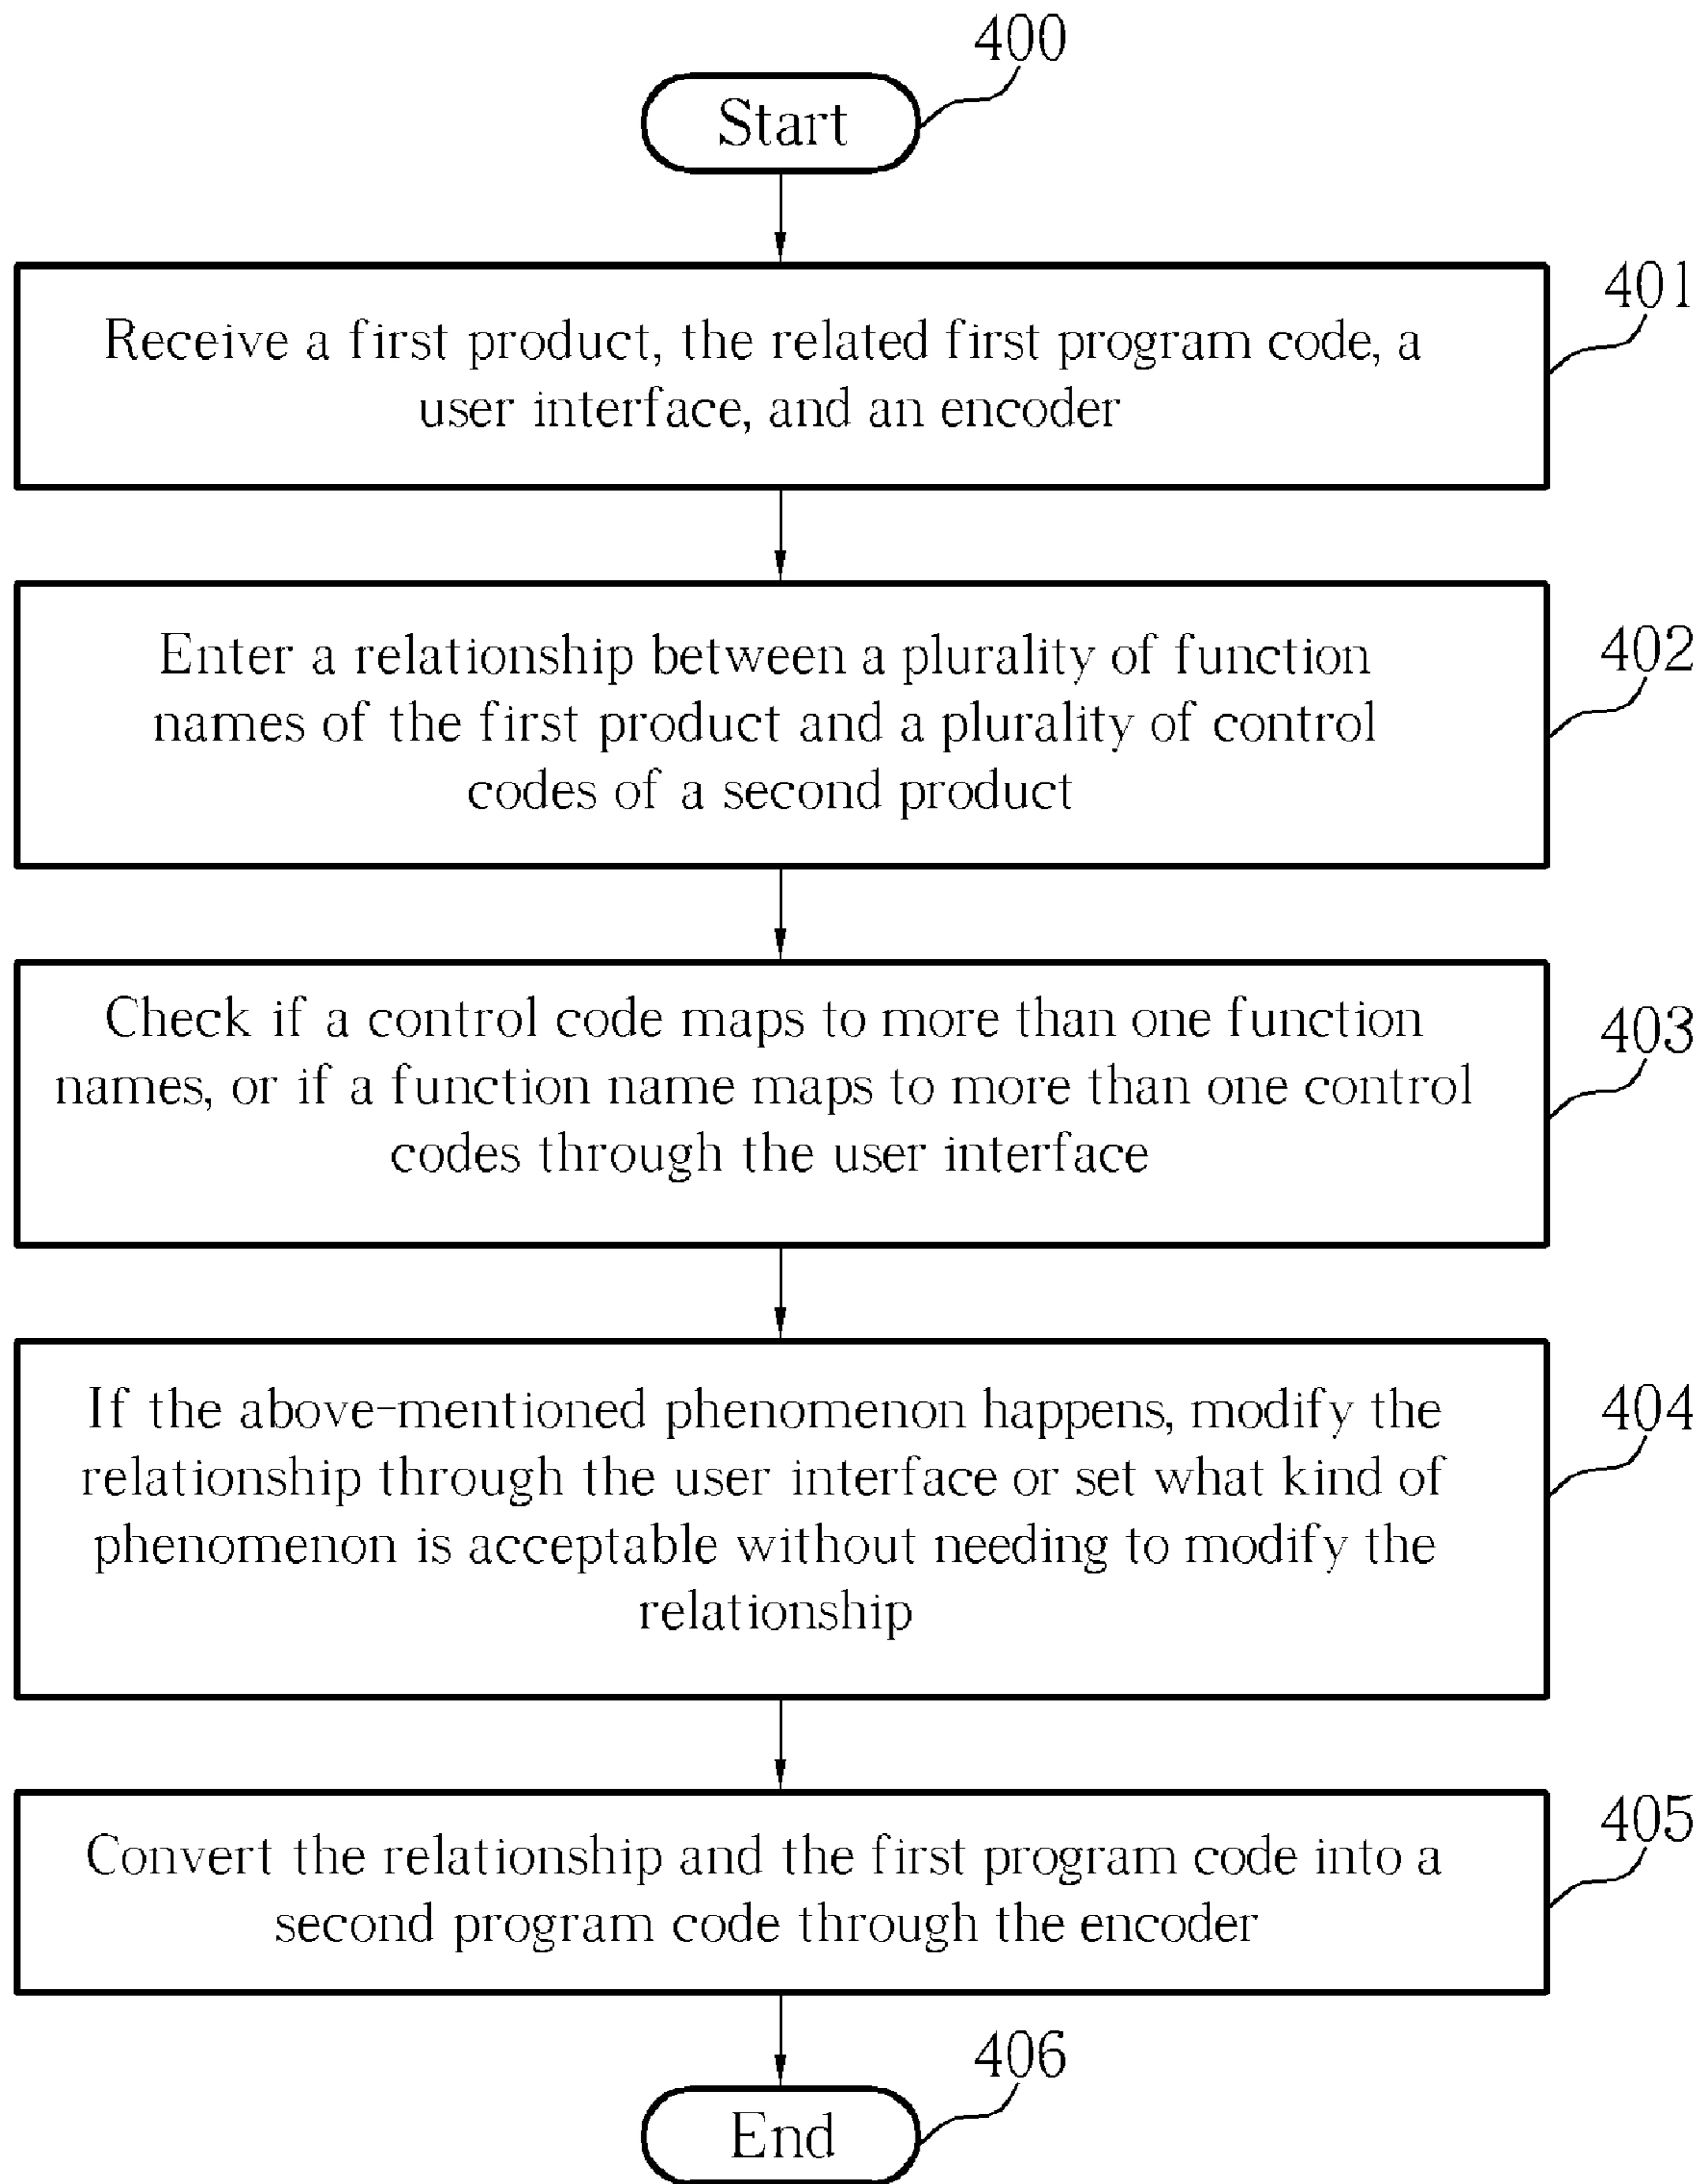 400
Start
401
Receive a first product, the related first program code, a
user interface, and an encoder
402
Enter a relationship between a plurality of function
names of the first product and a plurality of control
codes of a second product
403
Check if a control code maps to more than one function
names, or if a function name maps to more than one control
codes through the user interface
404
If the above-mentioned phenomenon happens, modify the
relationship through the user interface or set what kind of
phenomenon is acceptable without needing to modify the
relationship
405
Convert the relationship and the first program code into a
second program code through the encoder
406
End